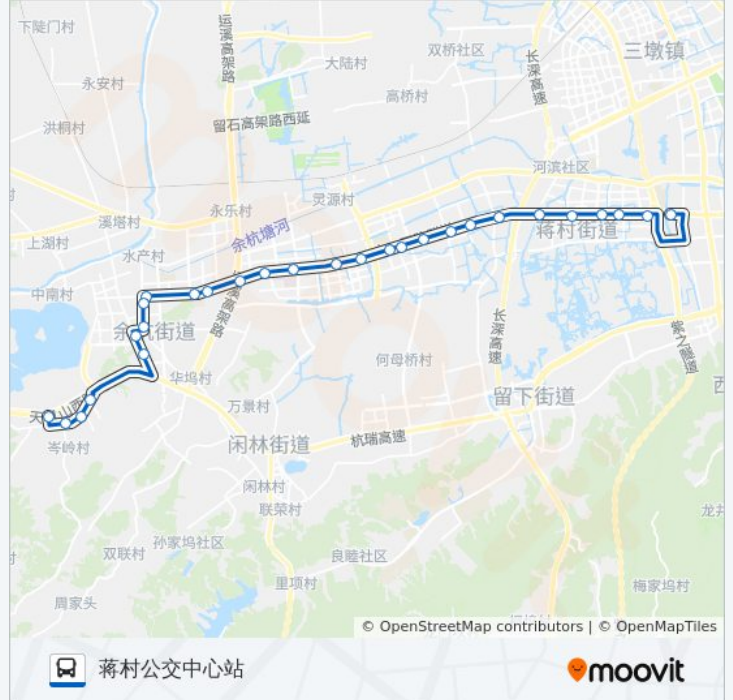 下陡门村
运溪高架路
双桥社区
三墩镇
大陆村
长深高速
永安村
高桥村
洪桐村
留石高架路西延
河滨社区
灵源村
永乐村
溪塔村
余杭塘河
蒋村街道
上湖村
水产村
中南村
长深高速
紫之隧道
何母桥村
华坞村
留下街道
万景村
闲林街道
杭瑞高速
岑岭村
闲林村
联荣村
龙井
孙家坞社区
双联村
良睦社区
里项村
梅家坞村
周家头
© OpenStreetMap contributors | © OpenMapTiles
蒋村公交中心站
moovit